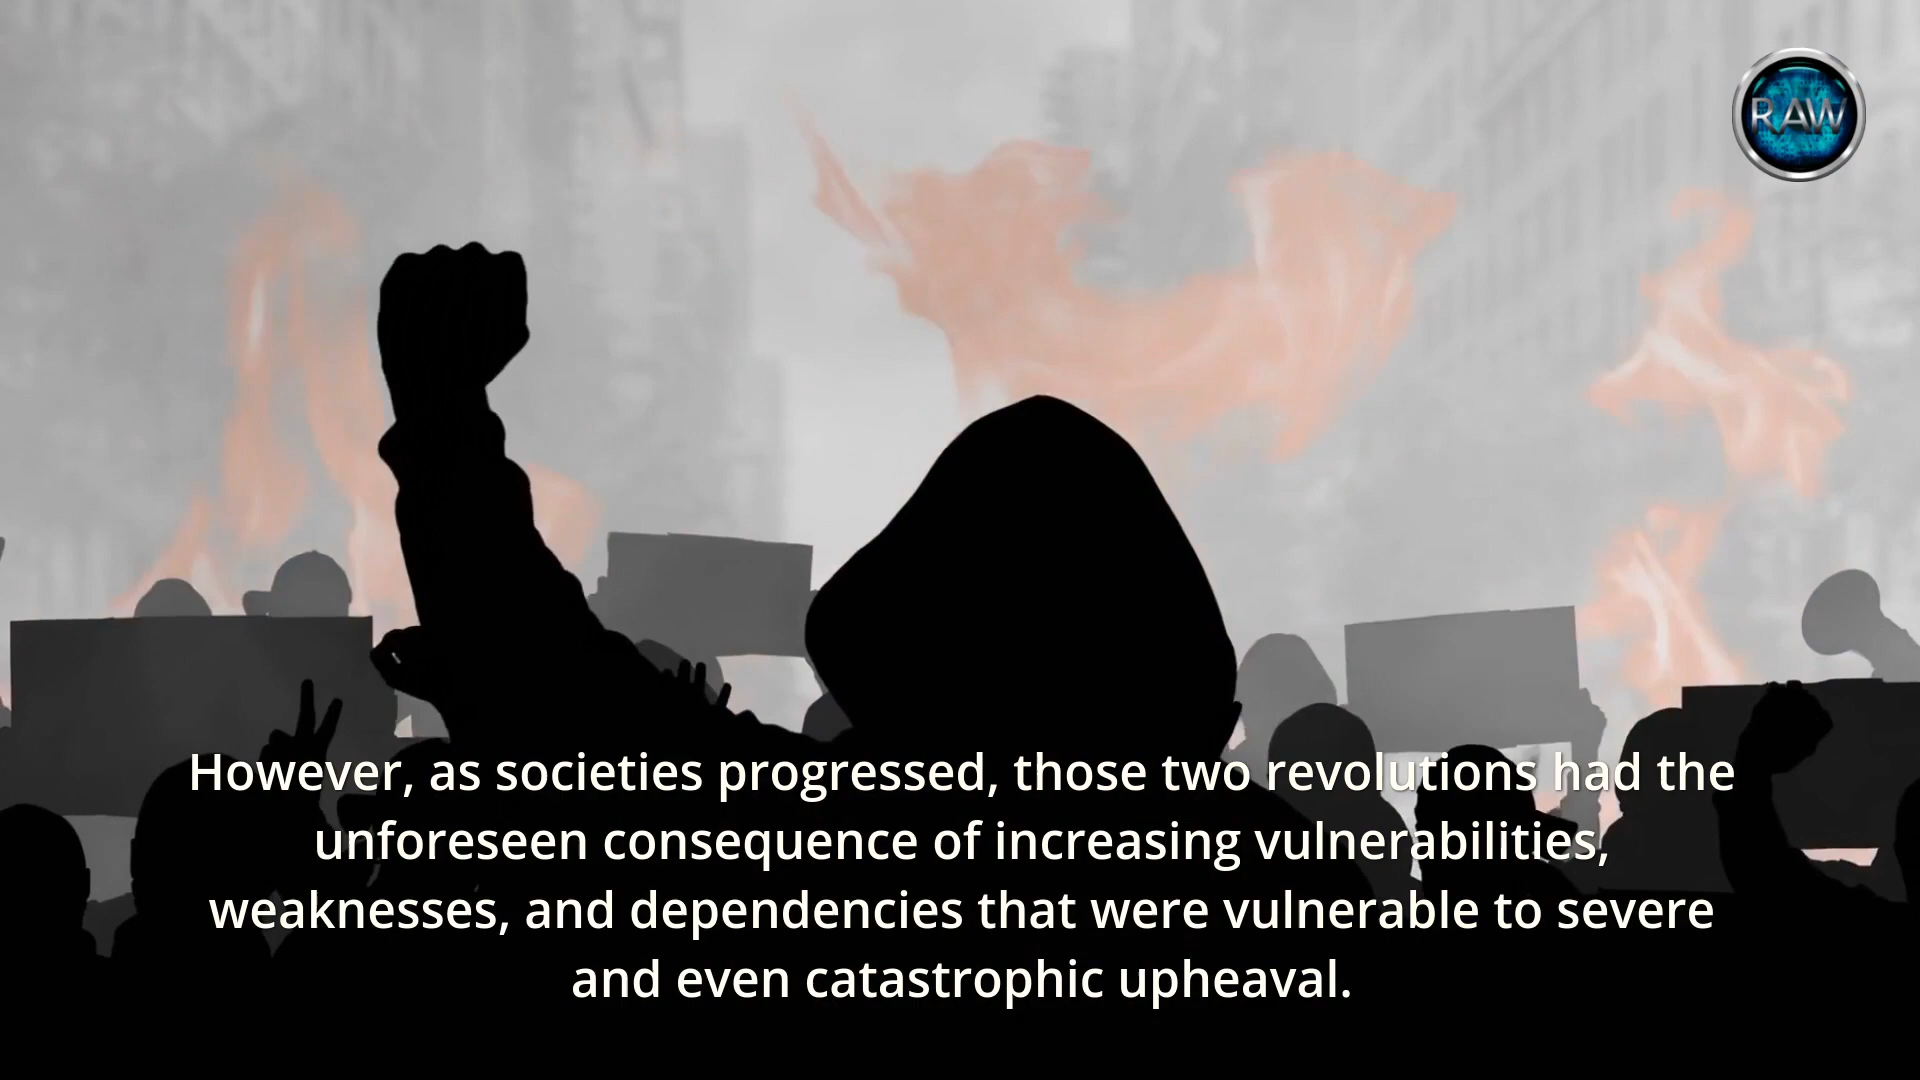 RAW
However, as societies progressed, those two revolutions had the
unforeseen consequence of increasing vulnerabilities,
weaknesses, and dependencies that were vulnerable to severe
and even catastrophic upheaval.